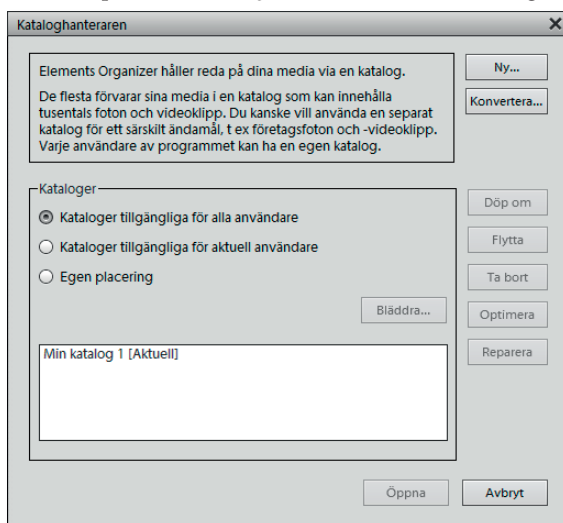 Kataloghanteraren
Elements Organizer håller reda på dina media via en katalog.
De flesta förvarar sina media i en katalog som kan innehålla
tusentals foton och videoklipp. Du kanske vill använda en separat
katalog för ett särskilt ändamål, t ex företagsfoton och -videoklipp.
Varje användare av programmet kan ha en egen katalog.
Ny...
Konvertera...
Kataloger
Kataloger tillgängliga för alla användare
Kataloger tillgängliga för aktuell användare
Egen placering
Bläddra...
Min katalog 1 [Aktuell]
Döp om
Flytta
Ta bort
Optimera
Reparera
Öppna
Avbryt